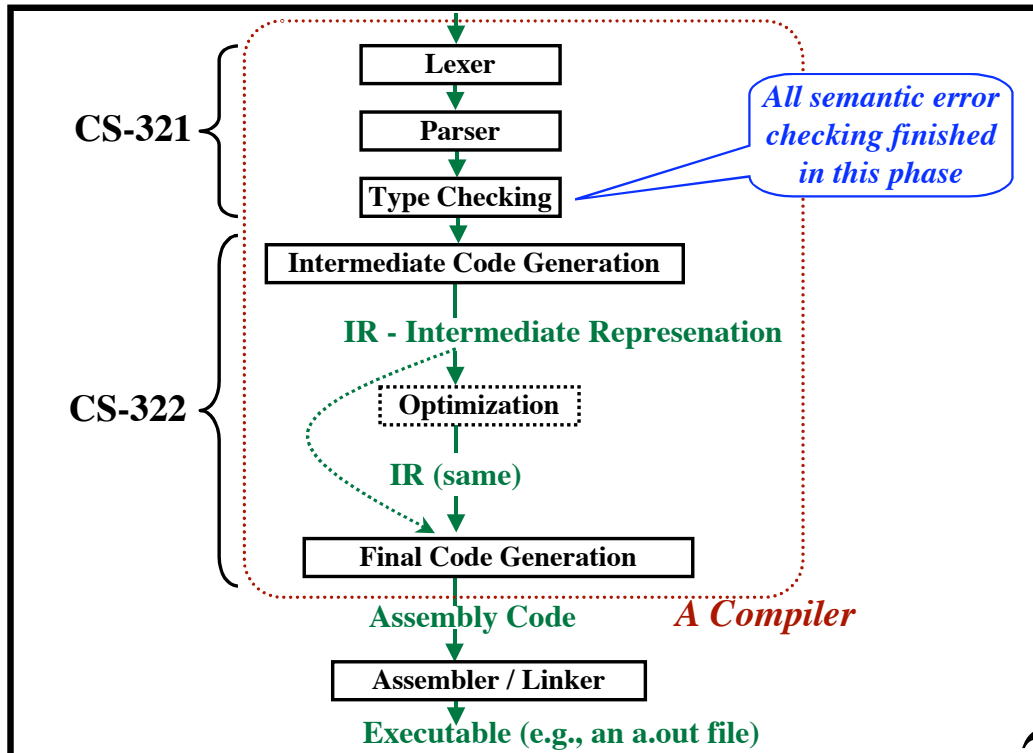 Lexer
CS-321
Parser
Type Checking
All semantic error
checking finished
in this phase
Intermediate Code Generation
IR - Intermediate Represenation
CS-322
Optimization
IR (same)
Final Code Generation
Assembly Code
A Compiler
Assembler / Linker
Executable (e.g., an a.out file)